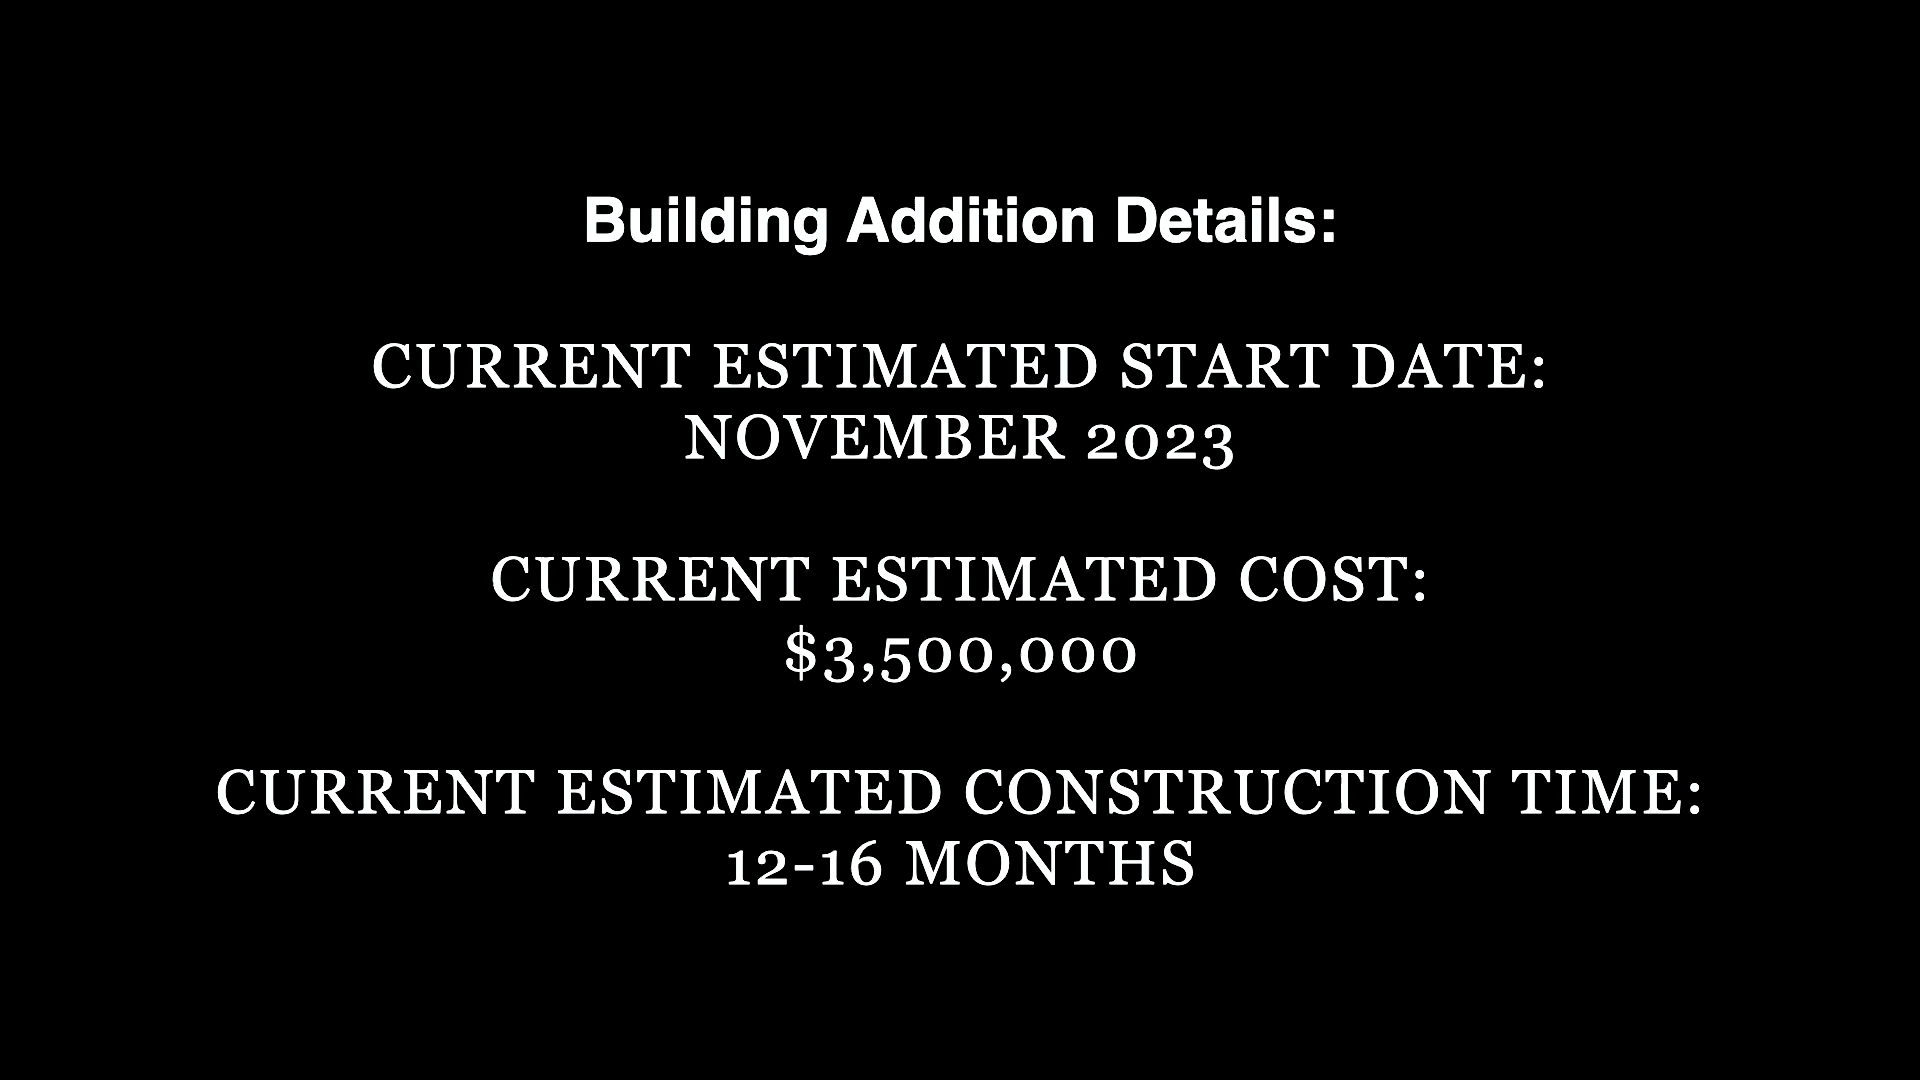 Building Addition Details:
CURRENT ESTIMATED START DATE:
NOVEMBER 2023
CURRENT ESTIMATED COST:
$3,500,000
CURRENT ESTIMATED CONSTRUCTION TIME:
12-16 MONTHS